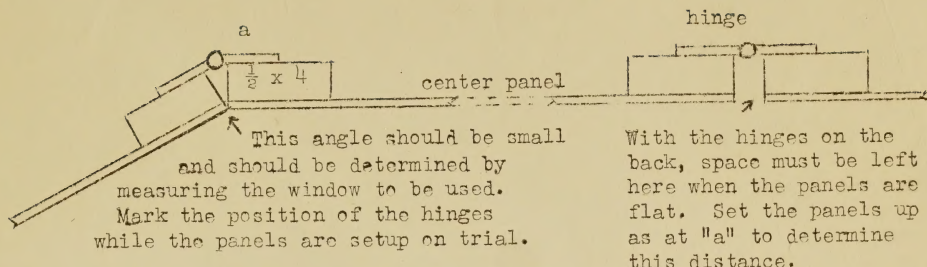 hinge
a
½ x 4
center panel
This angle should be small
and should be determined by
measuring the window to be used.
Mark the position of the hinges
while the panels are setup on trial.
With the hinges on the
back, space must be left
here when the panels are
flat. Set the panels up
as at "a" to determine
this distance.